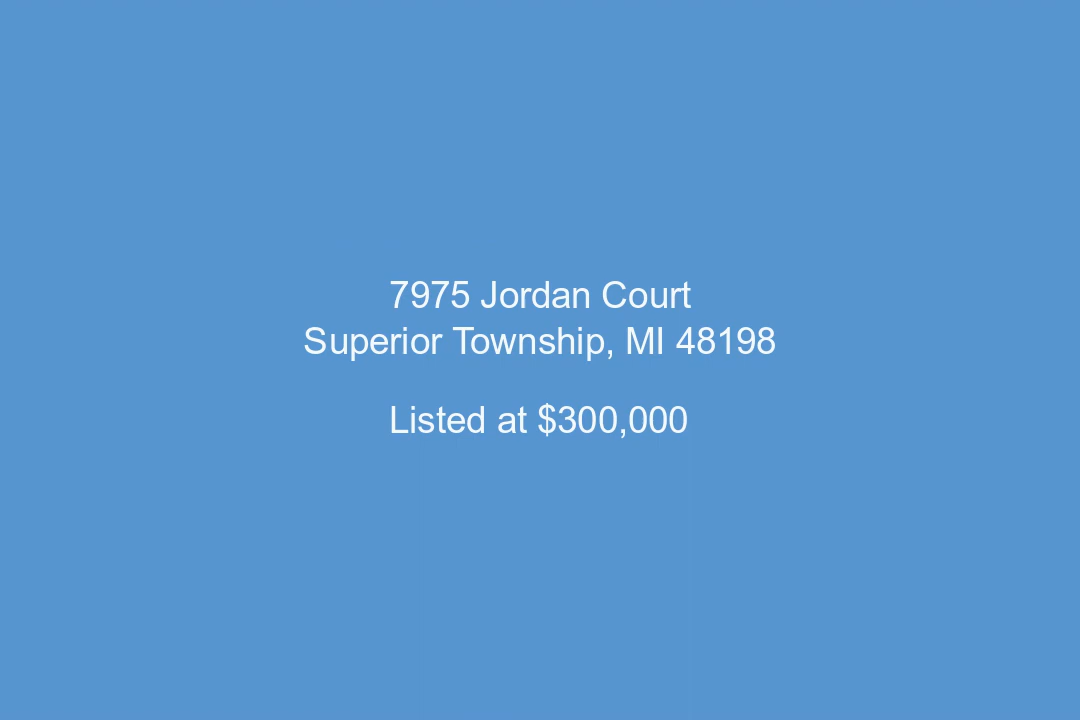 7975 Jordan Court
Superior Township, MI 48198
Listed at $300,000